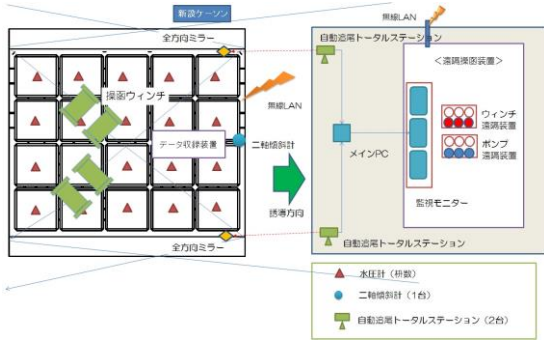 新設ケーソン
全方向ミラー
操函ウィンチ
データ収録装置
全方向ミラー
無線LAN
二軸傾斜計
誘導方向
無線LAN
自動追尾トータルステーション
<遠隔操函装置>
メインPC
ウィンチ
遠隔装置
ポンプ
遠隔装置
監視モニター
自動追尾トータルステーション
水圧計(枡数)
二軸傾斜計(1台)
自動追尾トータルステーション(2台)